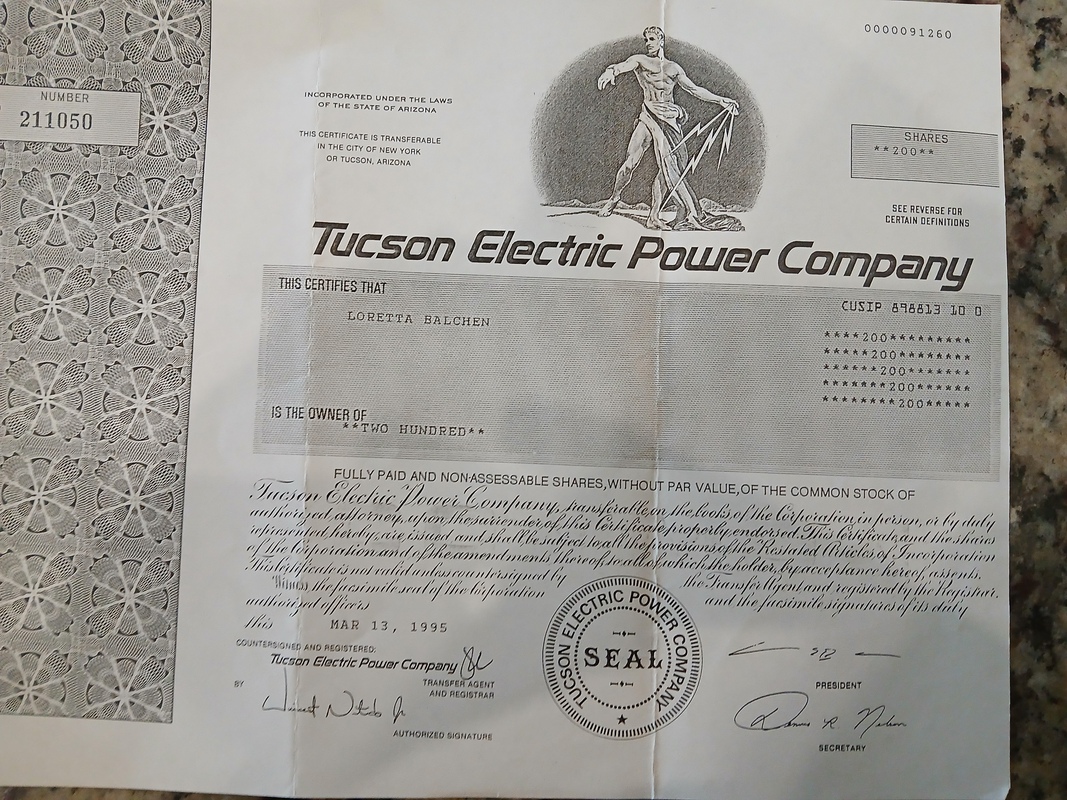 0000091260
NUMBER
211050
INCORPORATED UNDER THE LAWS
OF THE STATE OF ARIZONA
THIS CERTIFICATE IS TRANSFERABLE
IN THE CITY OF NEW YORK
OR TUCSON, ARIZONA
SHARES
**200**
SEE REVERSE FOR
CERTAIN DEFINITIONS
Tucson Electric Power Company
THIS CERTIFIES THAT
CUSIP 898813 10 0
LORETTA BALCHEN
****200*********
*****200********
******200*******
*******200******
********200*****
IS THE OWNER OF
**TWO HUNDRED**
FULLY PAID AND NON-ASSESSABLE SHARES, WITHOUT PAR VALUE, OF THE COMMON STOCK OF
Tucson Electric Power Company, transferable on the books of the Corporation in person, or by duly
authorized attorney, upon the surrender of this Certificate properly endorsed. This Certificate and the shares
represented hereby, are issued and shall be subject to all the provisions of the Restated Articles of Incorporation
of the Corporation and of the amendments thereof, to all of which the holder, by acceptance hereof, assents.
This certificate is not valid unless countersigned by the Transfer Agent and registered by the Registrar.
Witness the facsimile seal of the Corporation and the facsimile signatures of its duly
authorized officers
this MAR 13, 1995
COUNTERSIGNED AND REGISTERED:
Tucson Electric Power Company
TRANSFER AGENT
AND REGISTRAR
BY
AUTHORIZED SIGNATURE
TUCSON ELECTRIC POWER COMPANY
SEAL
PRESIDENT
Dennis R. Nelson
SECRETARY